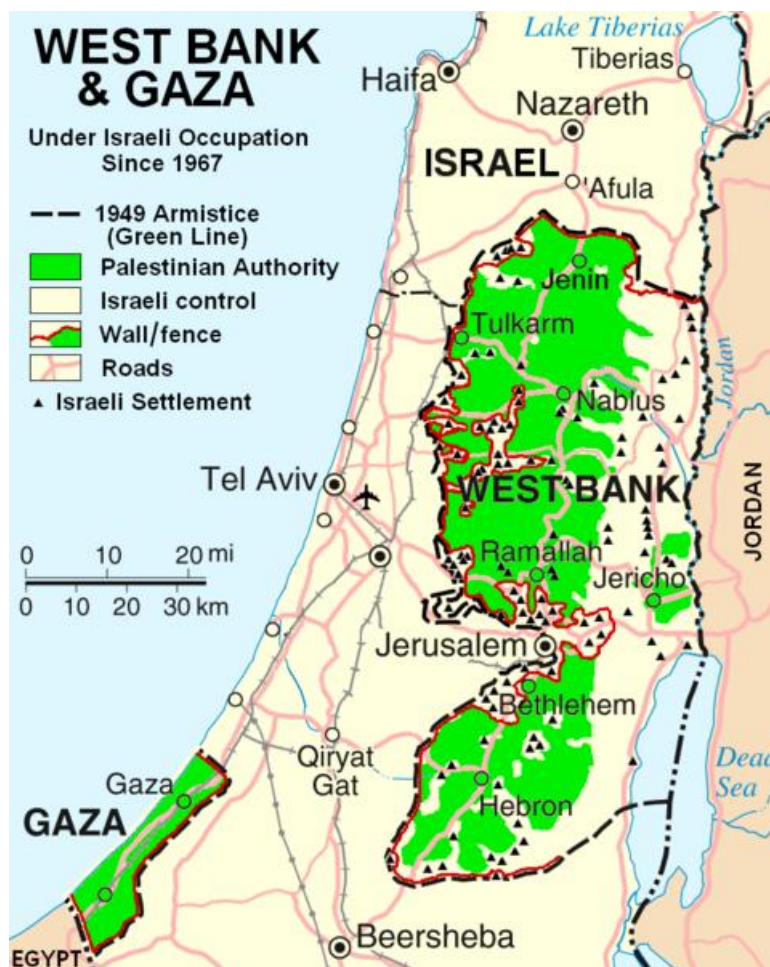 WEST BANK
& GAZA
Under Israeli Occupation
Since 1967
1949 Armistice
(Green Line)
Palestinian Authority
Israeli control
Wall/fence
Roads
Israeli Settlement
Lake Tiberias
Tiberias
Haifa
Nazareth
ISRAEL
'Afula
Jenin
Tulkarm
Nablus
Jordan
Tel Aviv
WEST BANK
JORDAN
0 10 20 mi
0 10 20 30 km
Ramallah
Jericho
Jerusalem
Bethlehem
Qiryat
Gat
Hebron
Dead
Sea
Gaza
GAZA
Beersheba
EGYPT